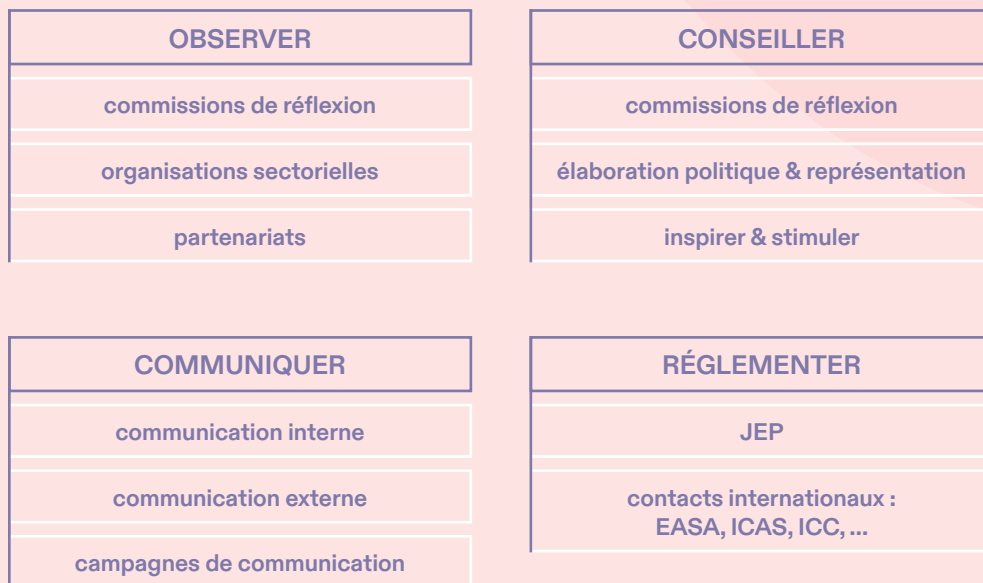 OBSERVER
commissions de réflexion
organisations sectorielles
partenariats
CONSEILLER
commissions de réflexion
élaboration politique & représentation
inspirer & stimuler
COMMUNIQUER
communication interne
communication externe
campagnes de communication
RÉGLEMENTER
JEP
contacts internationaux :
EASA, ICAS, ICC, ...